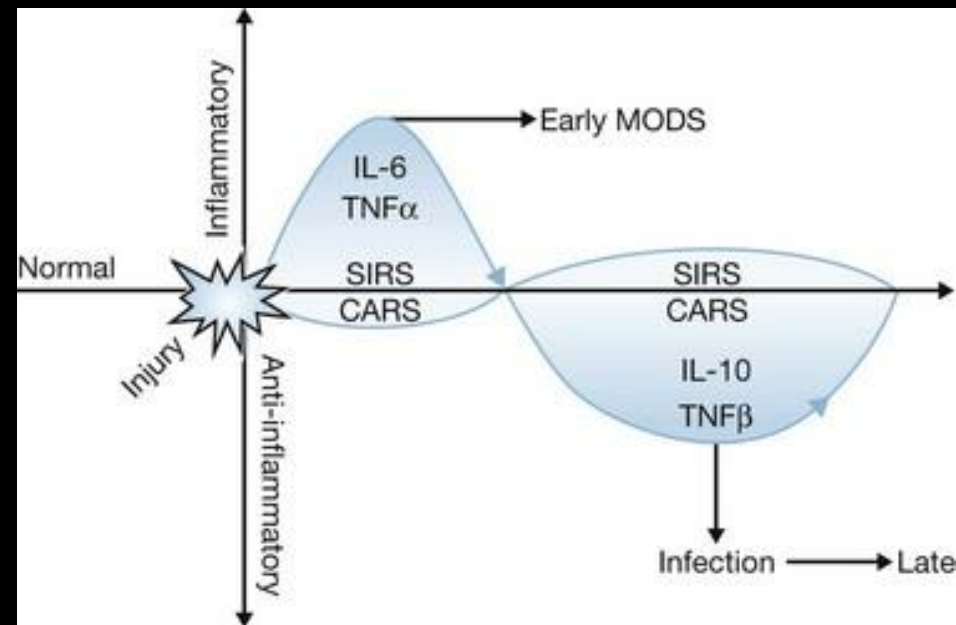 Inflammatory
Early MODS
IL-6
TNFα
Normal
SIRS
SIRS
CARS
CARS
Injury
Anti-inflammatory
IL-10
TNFβ
Infection
Late